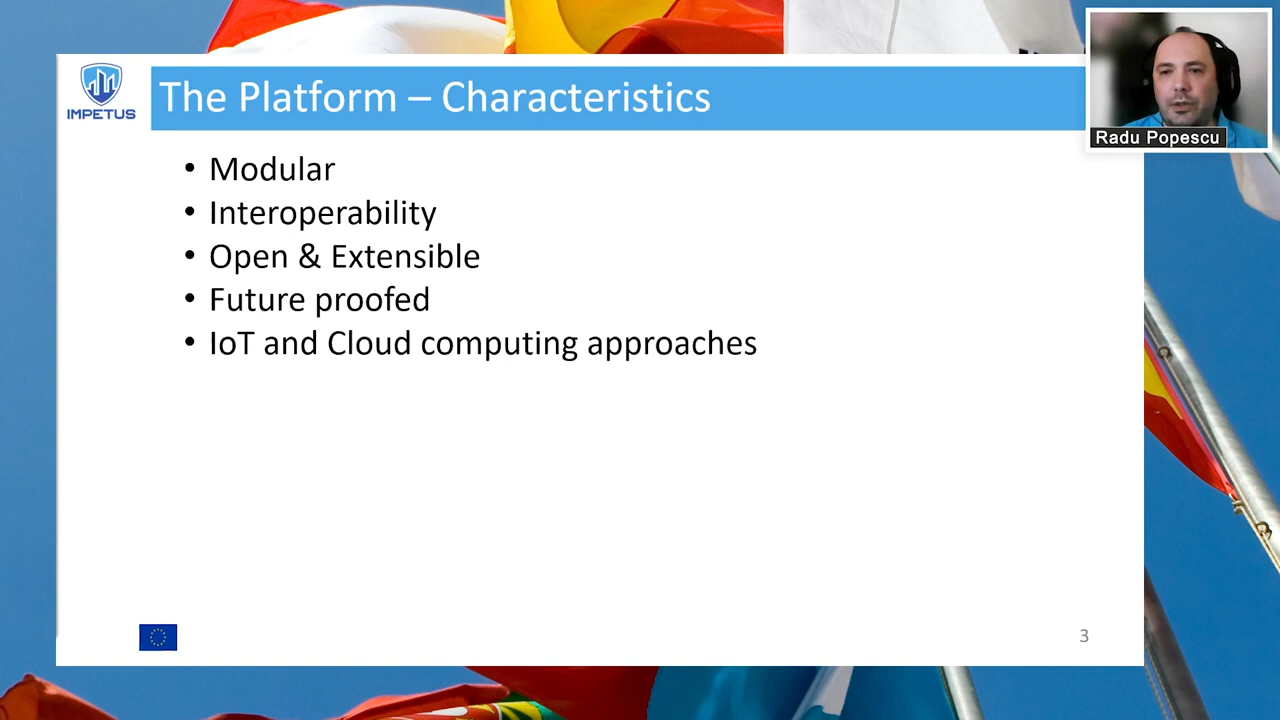 IMPETUS
The Platform – Characteristics
Radu Popescu
• Modular
• Interoperability
• Open & Extensible
• Future proofed
• IoT and Cloud computing approaches
3